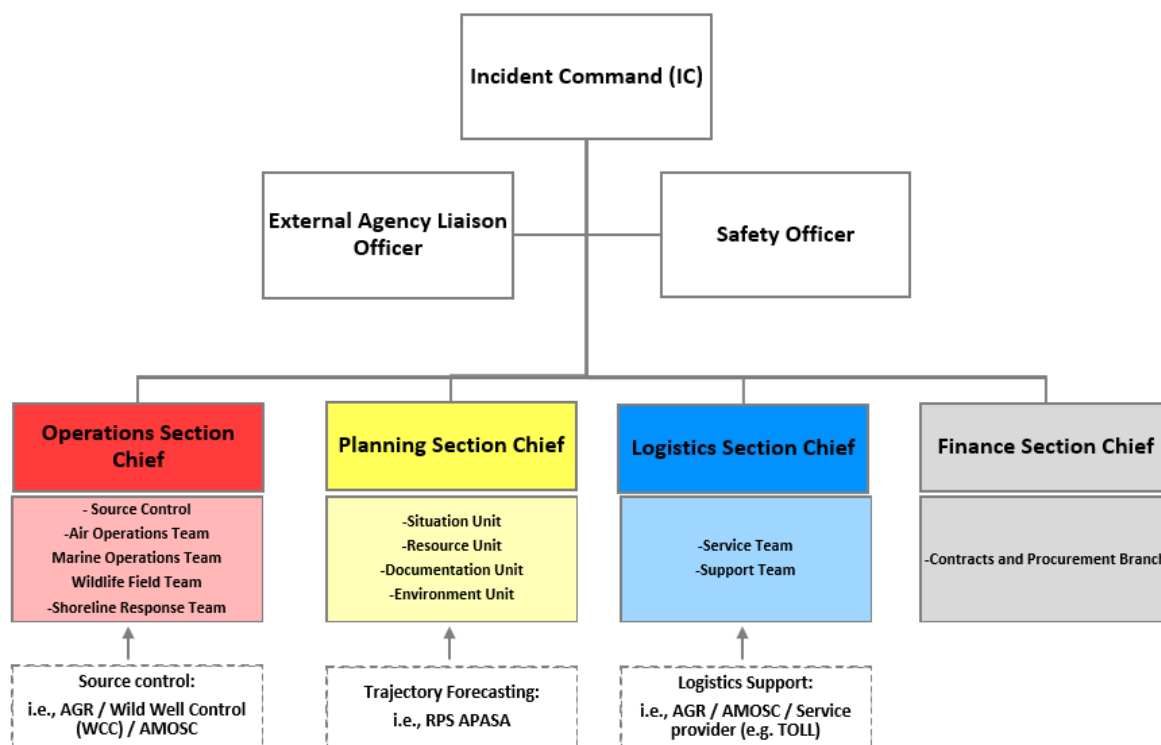 Incident Command (IC)
External Agency Liaison
Officer
Safety Officer
Operations Section
Chief
Planning Section Chief
Logistics Section Chief
Finance Section Chief
- Source Control
-Air Operations Team
Marine Operations Team
Wildlife Field Team
-Shoreline Response Team
-Situation Unit
-Resource Unit
-Documentation Unit
-Environment Unit
-Service Team
-Support Team
-Contracts and Procurement Branch
Source control:
i.e., AGR / Wild Well Control
(WCC) / AMOSC
Trajectory Forecasting:
i.e., RPS APASA
Logistics Support:
i.e., AGR / AMOSC / Service
provider (e.g. TOLL)